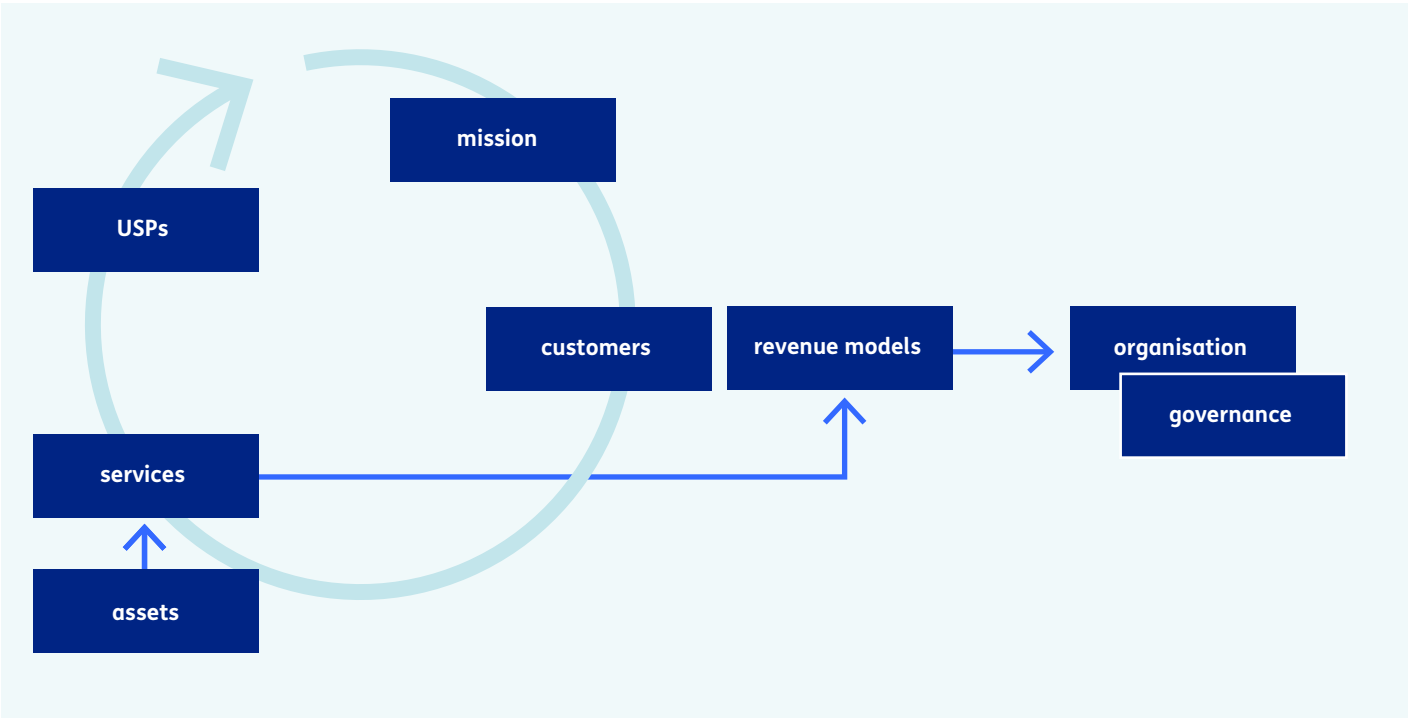 mission
USPs
customers
revenue models
organisation
governance
services
assets